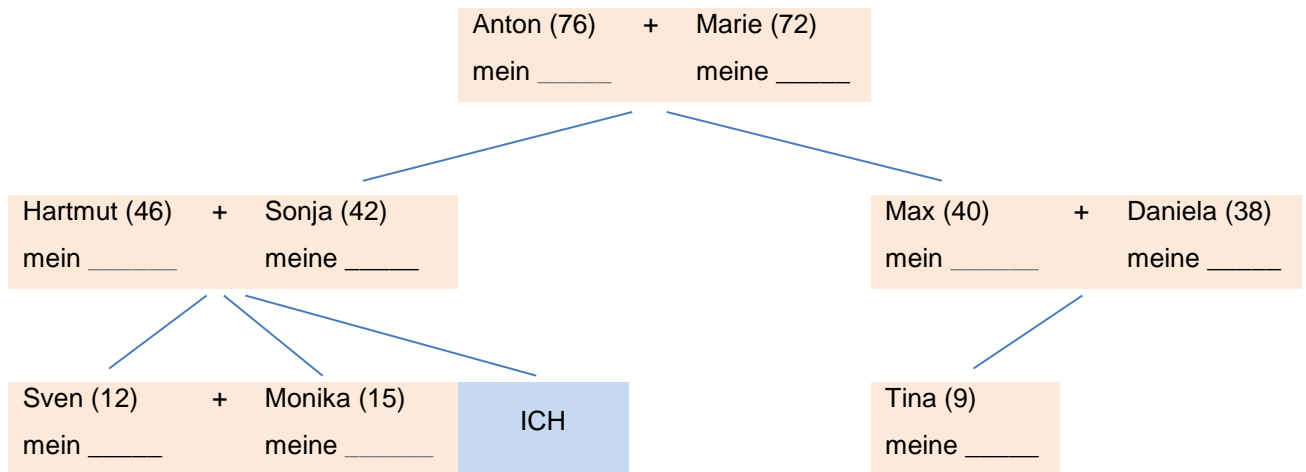 Anton (76) + Marie (72)
mein ______ meine _____
Hartmut (46) + Sonja (42)
mein ______ meine _____
Max (40) + Daniela (38)
mein ______ meine _____
Sven (12) + Monika (15)
mein _____ meine ______
ICH
Tina (9)
meine _____